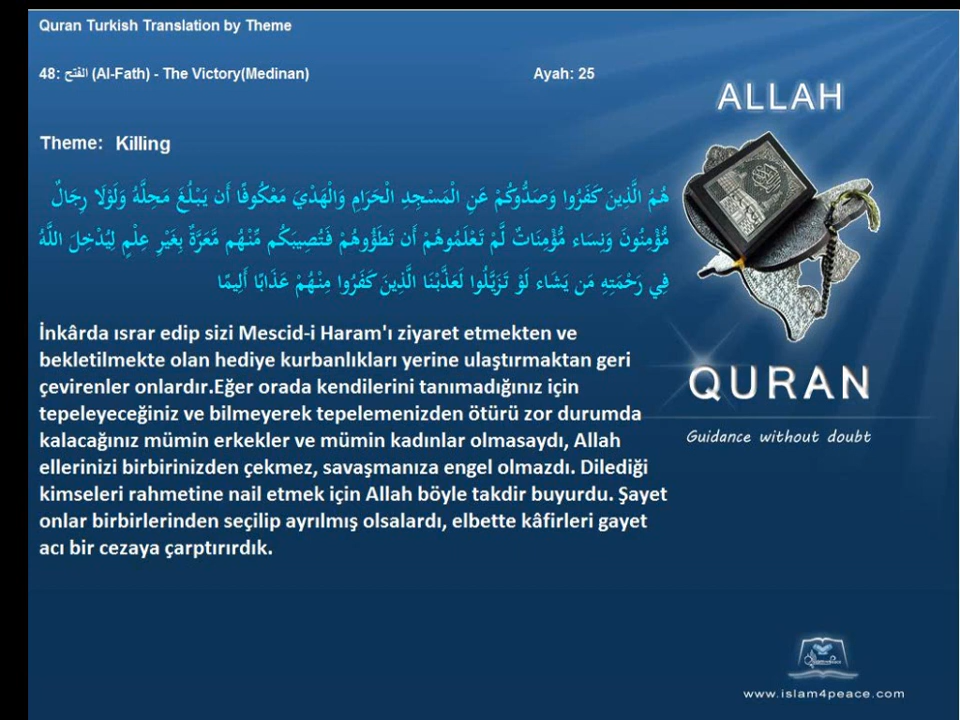 Quran Turkish Translation by Theme
48: الفتح (Al-Fath) - The Victory(Medinan) Ayah: 25
ALLAH
Theme: Killing
هُمُ الَّذِينَ كَفَرُوا وَصَدُّوكُمْ عَنِ الْمَسْجِدِ الْحَرَامِ وَالْهَدْيَ مَعْكُوفًا أَن يَبْلُغَ مَحِلَّهُ وَلَوْلَا رِجَالٌ
مُّؤْمِنُونَ وَنِسَاء مُّؤْمِنَاتٌ لَّمْ تَعْلَمُوهُمْ أَن تَطَؤُوهُمْ فَتُصِيبَكُم مِّنْهُم مَّعَرَّةٌ بِغَيْرِ عِلْمٍ لِيُدْخِلَ اللَّهُ
فِي رَحْمَتِهِ مَن يَشَاء لَوْ تَزَيَّلُوا لَعَذَّبْنَا الَّذِينَ كَفَرُوا مِنْهُمْ عَذَابًا أَلِيمًا
İnkârda ısrar edip sizi Mescid-i Haram'ı ziyaret etmekten ve
bekletilmekte olan hediye kurbanlıkları yerine ulaştırmaktan geri
çevirenler onlardır.Eğer orada kendilerini tanımadığınız için
tepeleyeceğiniz ve bilmeyerek tepelemenizden ötürü zor durumda
kalacağınız mümin erkekler ve mümin kadınlar olmasaydı, Allah
ellerinizi birbirinizden çekmez, savaşmanıza engel olmazdı. Dilediği
kimseleri rahmetine nail etmek için Allah böyle takdir buyurdu. Şayet
onlar birbirlerinden seçilip ayrılmış olsalardı, elbette kâfirleri gayet
acı bir cezaya çarptırırdık.
QURAN
Guidance without doubt
www.islam4peace.com